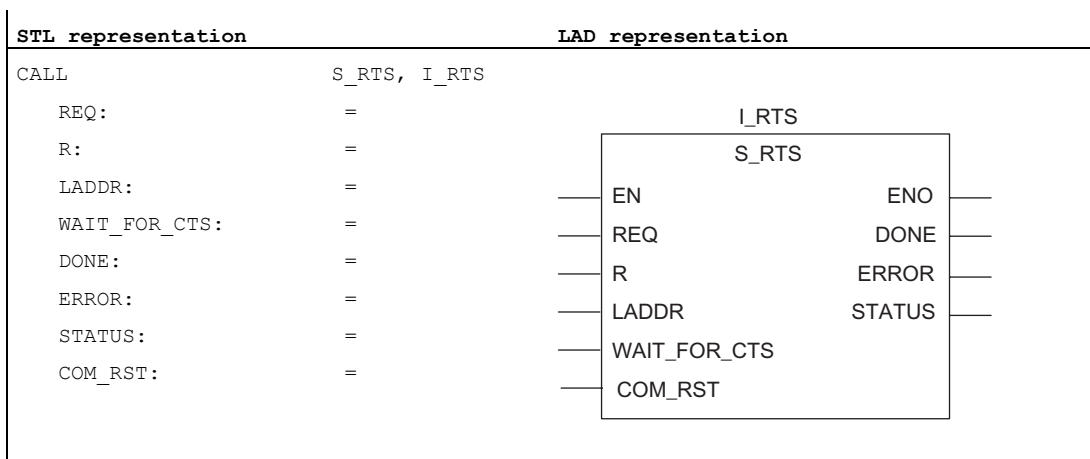 STL representation LAD representation
CALL S_RTS, I_RTS
REQ: =
R: =
LADDR: =
WAIT_FOR_CTS: =
DONE: =
ERROR: =
STATUS: =
COM_RST: =
I_RTS
S_RTS
EN ENO
REQ DONE
R ERROR
LADDR STATUS
WAIT_FOR_CTS
COM_RST